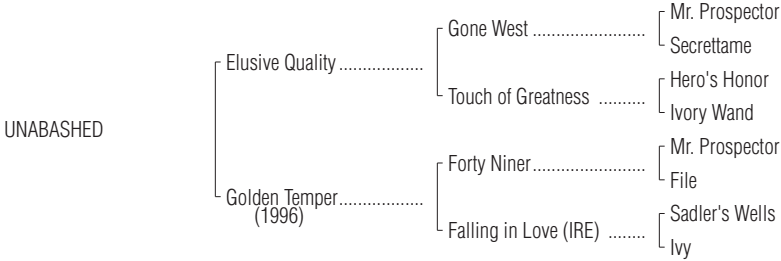 Mr. Prospector
Gone West ........................
Secrettame
Elusive Quality ..................
Hero's Honor
Touch of Greatness ..........
Ivory Wand
UNABASHED
Mr. Prospector
Forty Niner ........................
File
Golden Temper ..................
(1996)
Sadler's Wells
Falling in Love (IRE) ........
Ivy